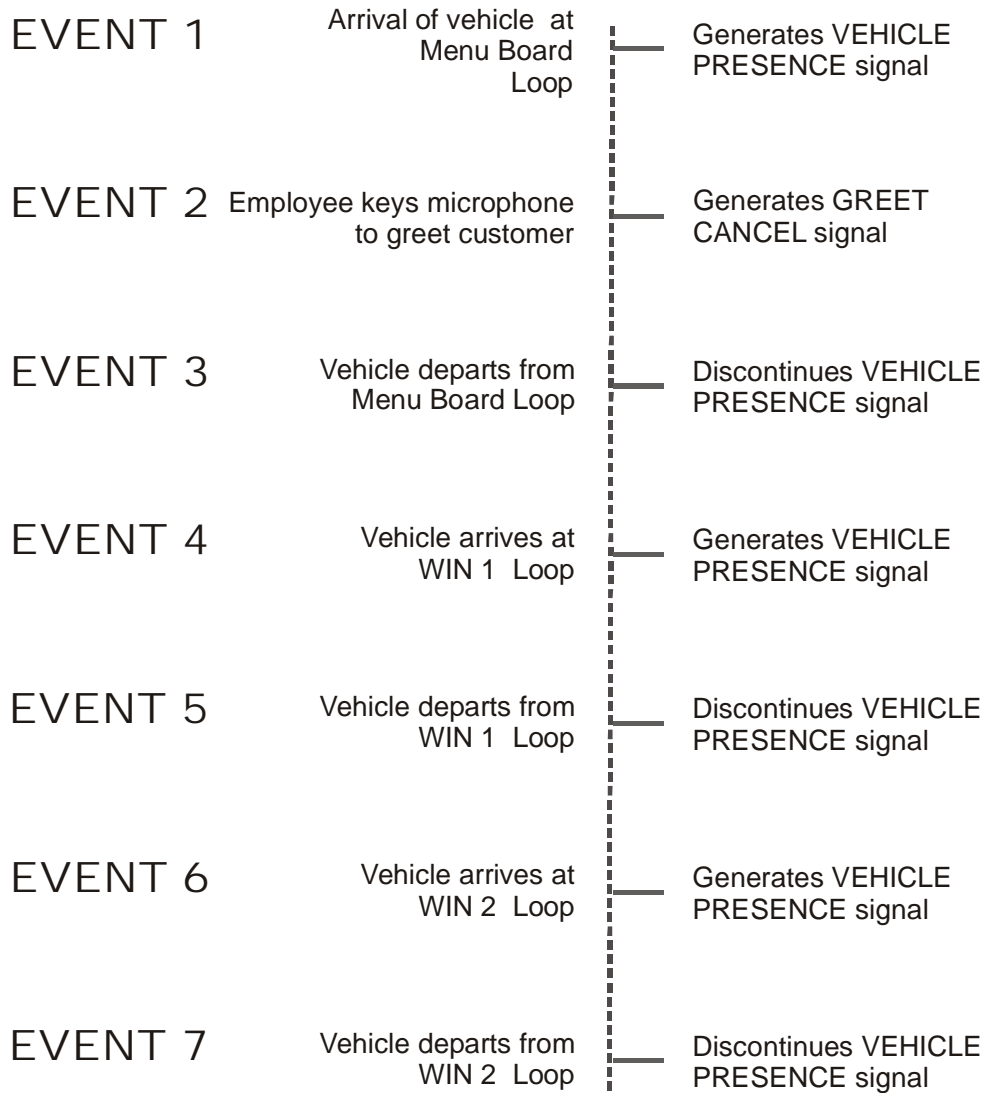 EVENT 1
Arrival of vehicle at
Menu Board
Loop
Generates VEHICLE
PRESENCE signal
EVENT 2
Employee keys microphone
to greet customer
Generates GREET
CANCEL signal
EVENT 3
Vehicle departs from
Menu Board Loop
Discontinues VEHICLE
PRESENCE signal
EVENT 4
Vehicle arrives at
WIN 1 Loop
Generates VEHICLE
PRESENCE signal
EVENT 5
Vehicle departs from
WIN 1 Loop
Discontinues VEHICLE
PRESENCE signal
EVENT 6
Vehicle arrives at
WIN 2 Loop
Generates VEHICLE
PRESENCE signal
EVENT 7
Vehicle departs from
WIN 2 Loop
Discontinues VEHICLE
PRESENCE signal